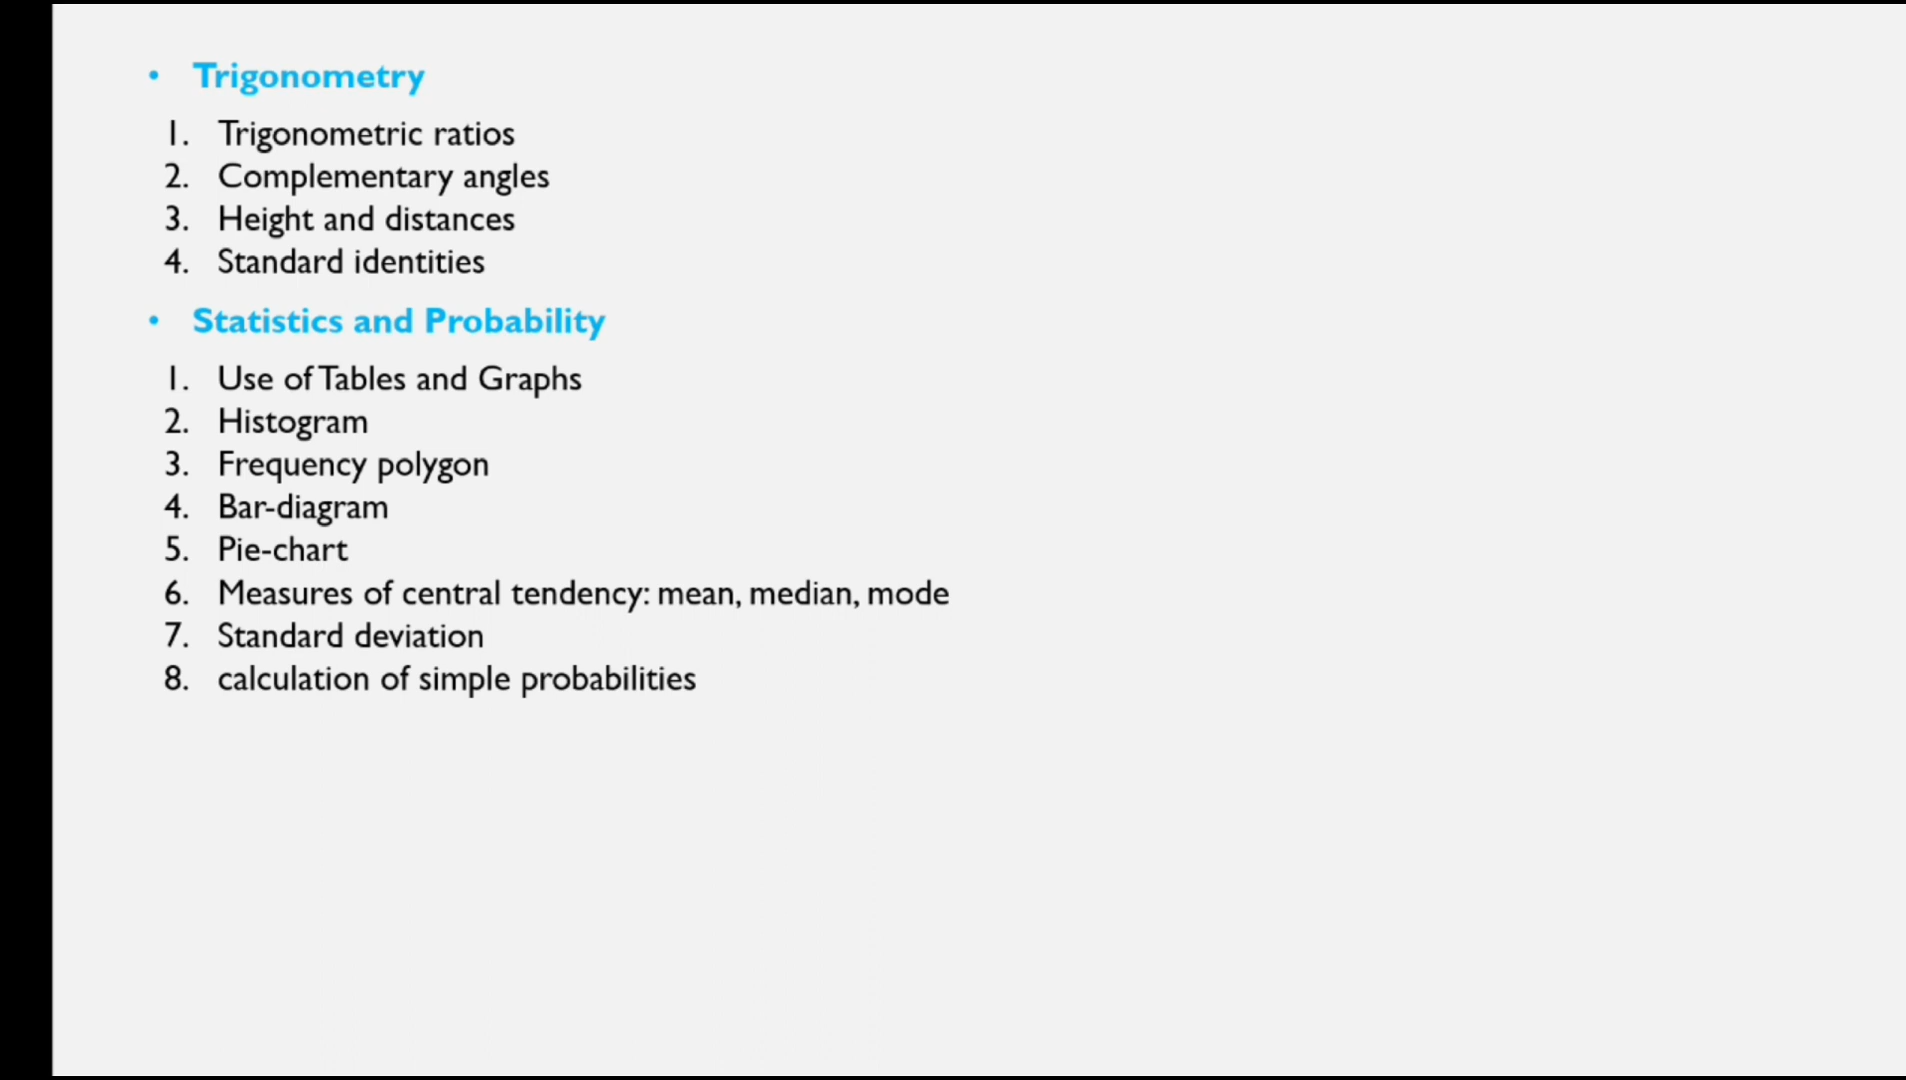 • Trigonometry
1. Trigonometric ratios
2. Complementary angles
3. Height and distances
4. Standard identities
• Statistics and Probability
1. Use of Tables and Graphs
2. Histogram
3. Frequency polygon
4. Bar-diagram
5. Pie-chart
6. Measures of central tendency: mean, median, mode
7. Standard deviation
8. calculation of simple probabilities